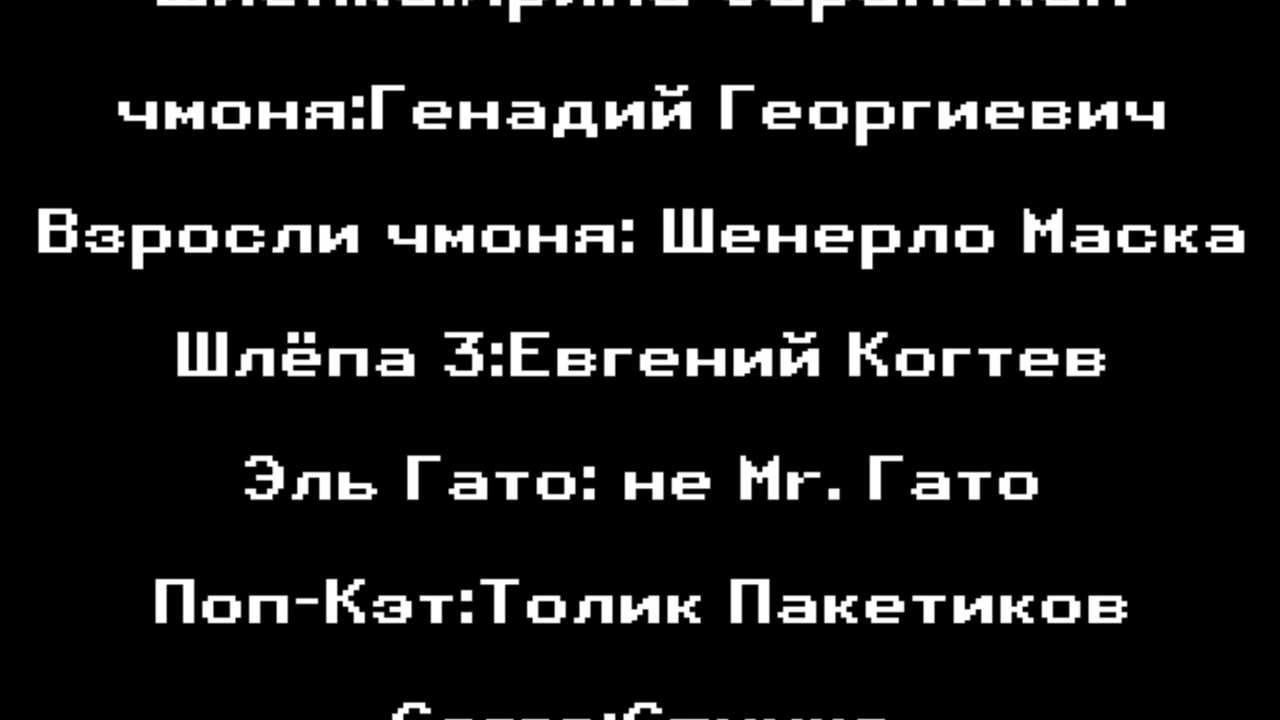 чмоня:Генадий Георгиевич
Взросли чмоня: Шенерло Маска
Шлёпа 3:Евгений Когтев
Эль Гато: не Mr. Гато
Поп-Кэт:Толик Пакетиков